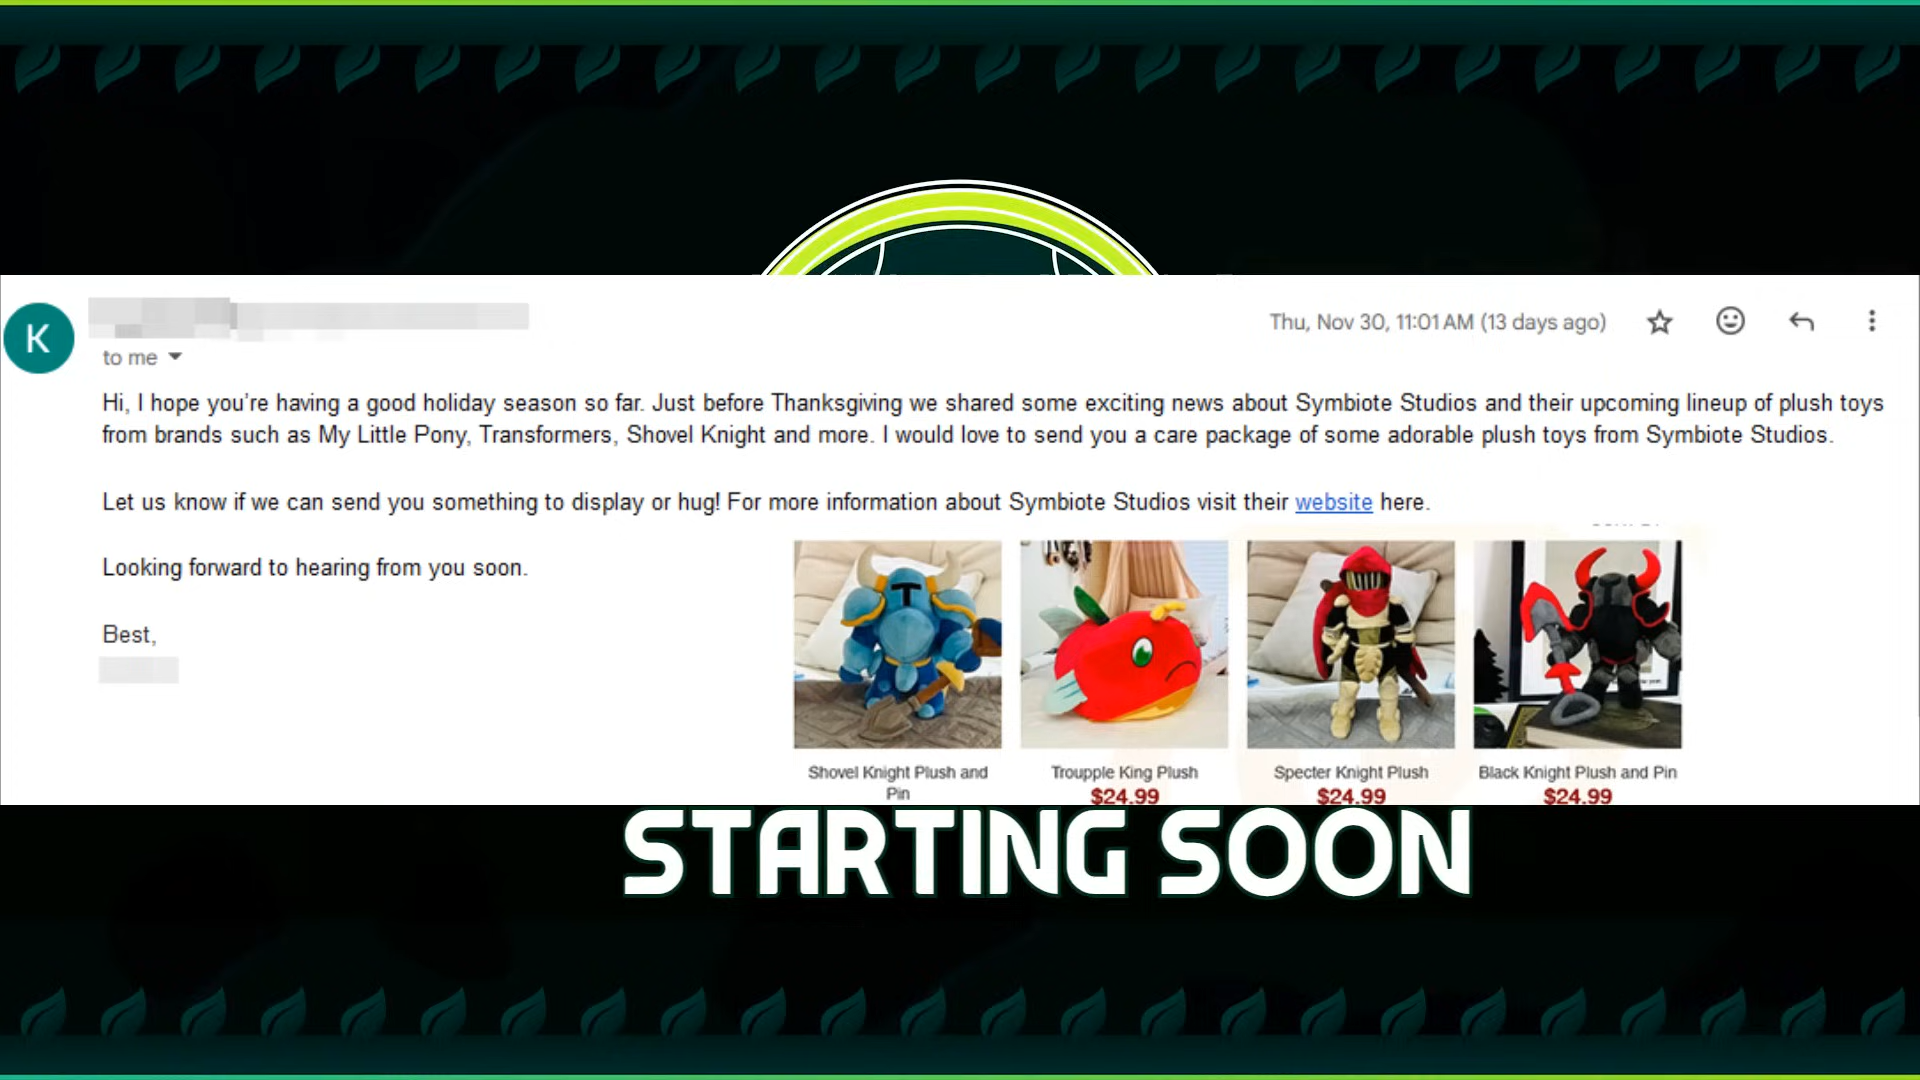 K
Thu, Nov 30, 11:01 AM (13 days ago)
to me
Hi, I hope you’re having a good holiday season so far. Just before Thanksgiving we shared some exciting news about Symbiote Studios and their upcoming lineup of plush toys
from brands such as My Little Pony, Transformers, Shovel Knight and more. I would love to send you a care package of some adorable plush toys from Symbiote Studios.
Let us know if we can send you something to display or hug! For more information about Symbiote Studios visit their website here.
Looking forward to hearing from you soon.
Best,
Shovel Knight Plush and
Pin
Troupple King Plush
$24.99
Specter Knight Plush
$24.99
Black Knight Plush and Pin
$24.99
STARTING SOON